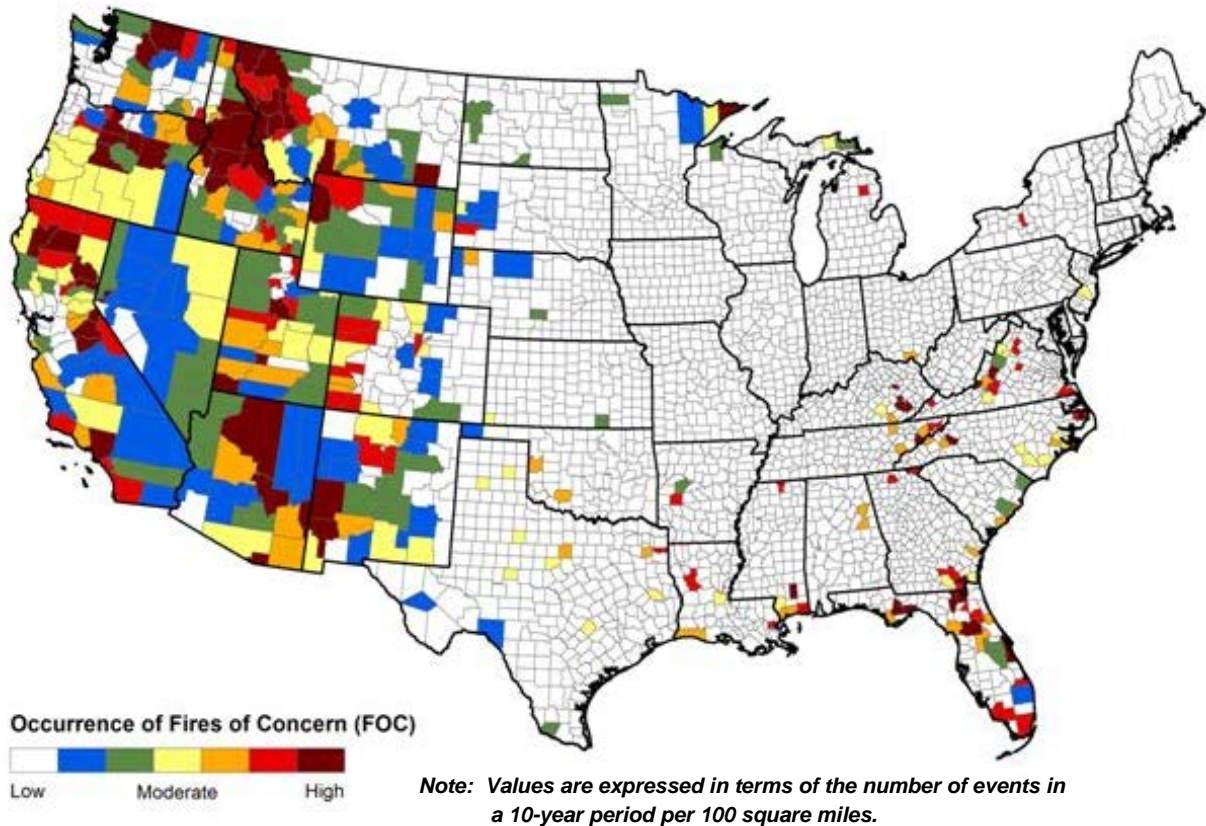 Occurrence of Fires of Concern (FOC)
Low Moderate High
Note: Values are expressed in terms of the number of events in
a 10-year period per 100 square miles.